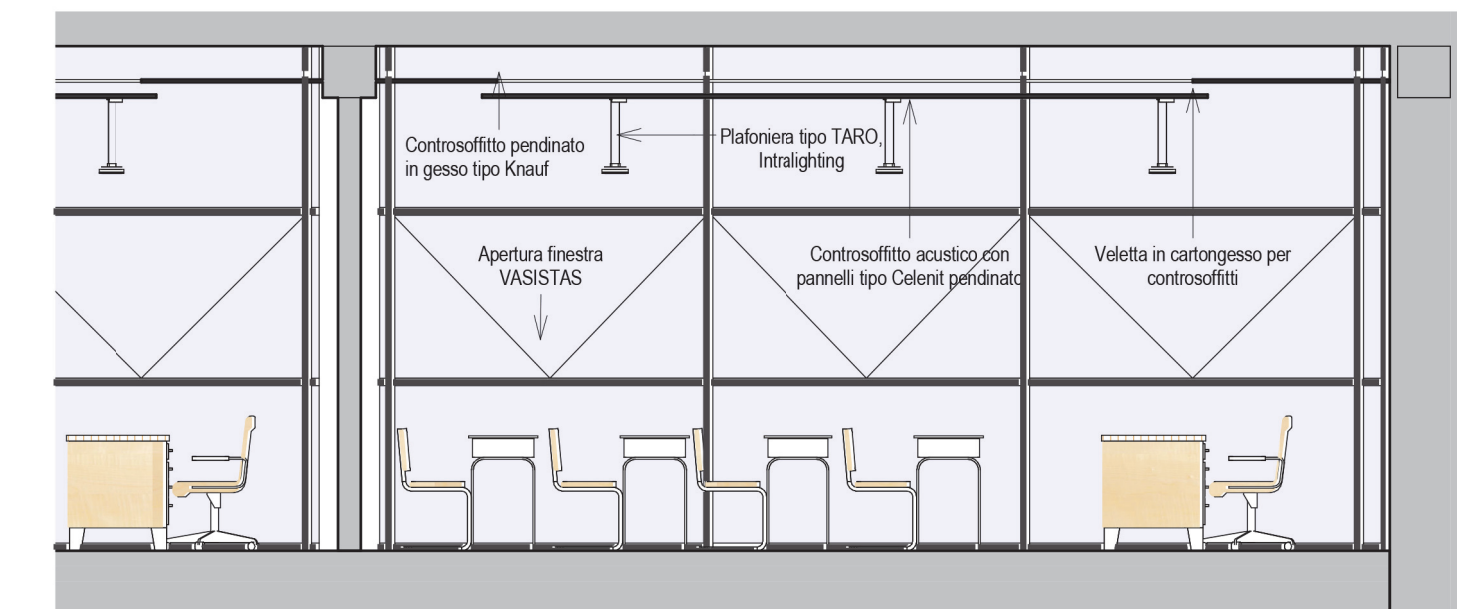 Controsoffitto pendinato
in gesso tipo Knauf
Plafoniera tipo TARO,
Intralighting
Apertura finestra
VASISTAS
Controsoffitto acustico con
pannelli tipo Celenit pendinato
Veletta in cartongesso per
controsoffitti